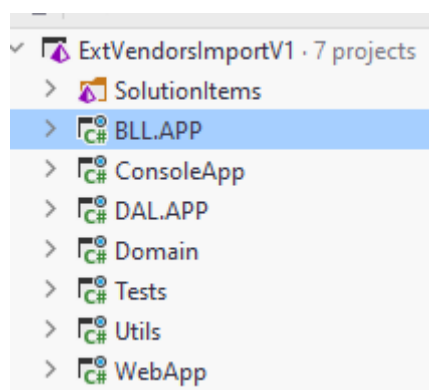 ExtVendorsImportV1 · 7 projects
SolutionItems
C# BLL.APP
C# ConsoleApp
C# DAL.APP
C# Domain
C# Tests
C# Utils
C# WebApp